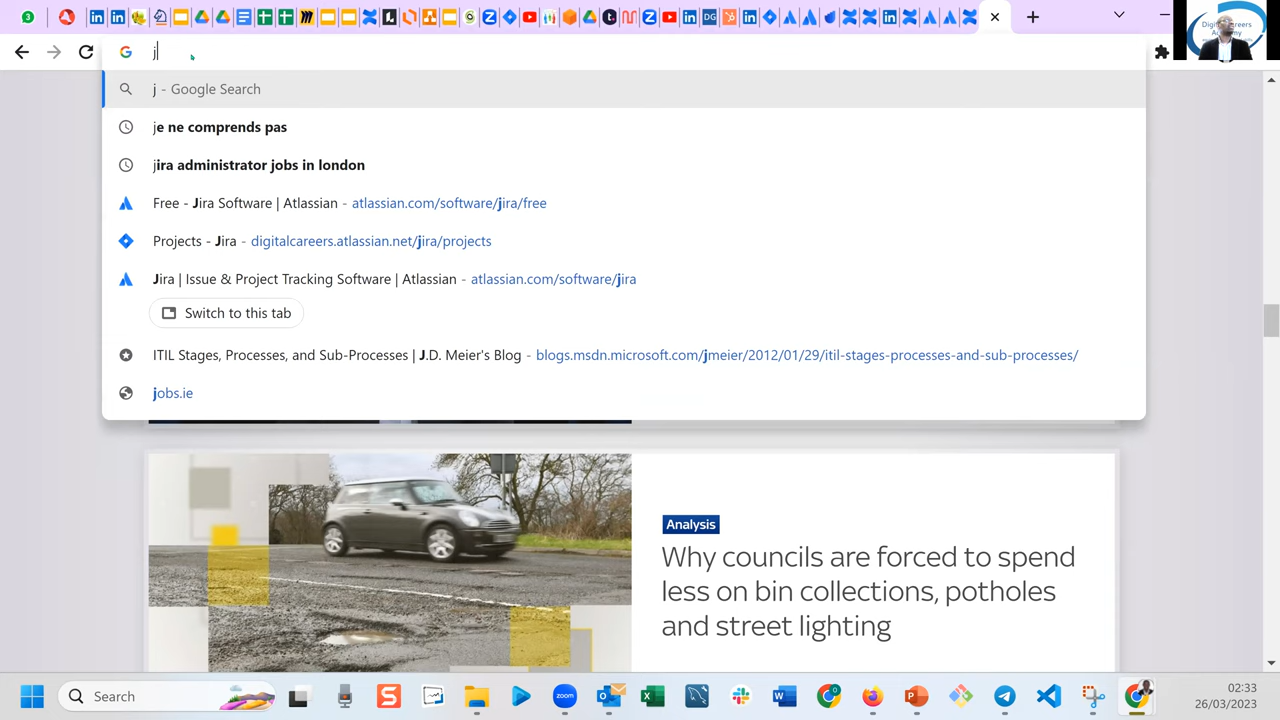 j
j - Google Search
je ne comprends pas
jira administrator jobs in london
Free - Jira Software | Atlassian - atlassian.com/software/jira/free
Projects - Jira - digitalcareers.atlassian.net/jira/projects
Jira | Issue & Project Tracking Software | Atlassian - atlassian.com/software/jira
Switch to this tab
ITIL Stages, Processes, and Sub-Processes | J.D. Meier's Blog - blogs.msdn.microsoft.com/jmeier/2012/01/29/itil-stages-processes-and-sub-processes/
jobs.ie
Analysis
Why councils are forced to spend
less on bin collections, potholes
and street lighting
Search
zoom
02:33
26/03/2023